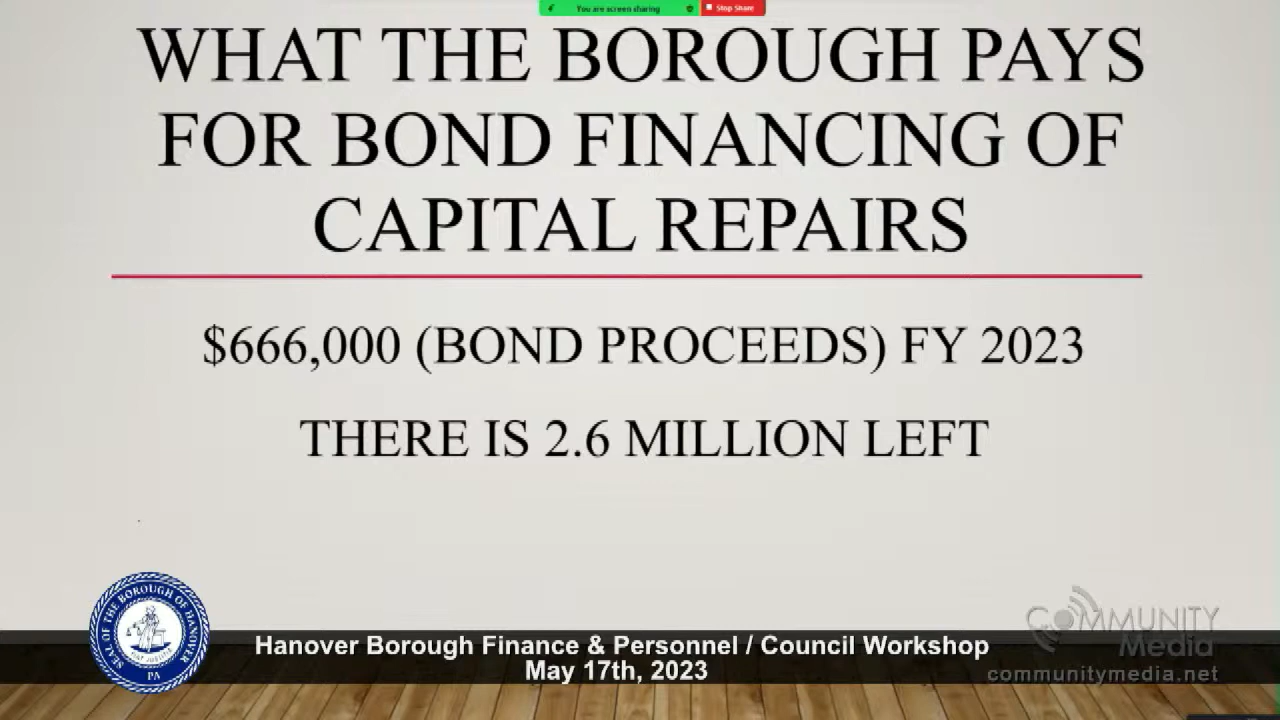 You are screen sharing
Stop Share
WHAT THE BOROUGH PAYS
FOR BOND FINANCING OF
CAPITAL REPAIRS
$666,000 (BOND PROCEEDS) FY 2023
THERE IS 2.6 MILLION LEFT
SEAL OF THE BOROUGH OF HANOVER
PA
Hanover Borough Finance & Personnel / Council Workshop
May 17th, 2023
COMMUNITY
Media
communitymedia.net